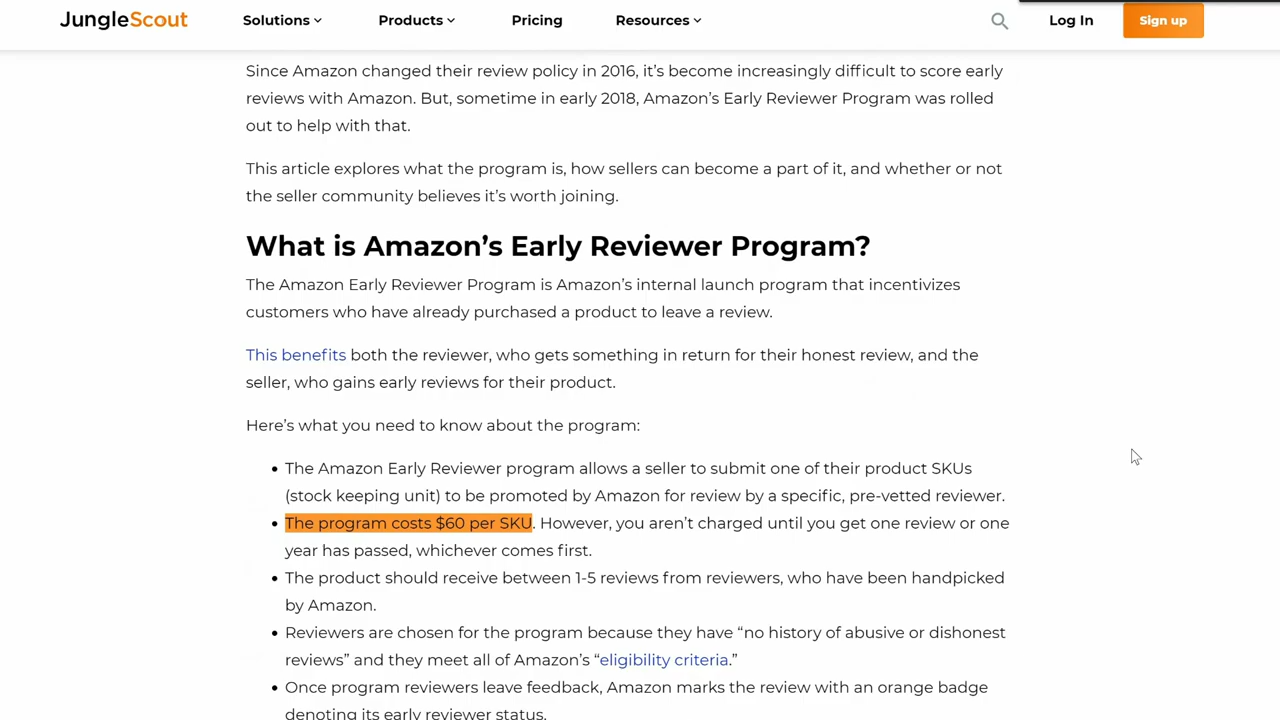 JungleScout
Solutions
Products
Pricing
Resources
Log In
Sign up
Since Amazon changed their review policy in 2016, it’s become increasingly difficult to score early
reviews with Amazon. But, sometime in early 2018, Amazon’s Early Reviewer Program was rolled
out to help with that.
This article explores what the program is, how sellers can become a part of it, and whether or not
the seller community believes it’s worth joining.
What is Amazon’s Early Reviewer Program?
The Amazon Early Reviewer Program is Amazon’s internal launch program that incentivizes
customers who have already purchased a product to leave a review.
This benefits both the reviewer, who gets something in return for their honest review, and the
seller, who gains early reviews for their product.
Here’s what you need to know about the program:
The Amazon Early Reviewer program allows a seller to submit one of their product SKUs
(stock keeping unit) to be promoted by Amazon for review by a specific, pre-vetted reviewer.
The program costs $60 per SKU. However, you aren’t charged until you get one review or one
year has passed, whichever comes first.
The product should receive between 1-5 reviews from reviewers, who have been handpicked
by Amazon.
Reviewers are chosen for the program because they have “no history of abusive or dishonest
reviews” and they meet all of Amazon’s “eligibility criteria.”
Once program reviewers leave feedback, Amazon marks the review with an orange badge
denoting its early reviewer status.